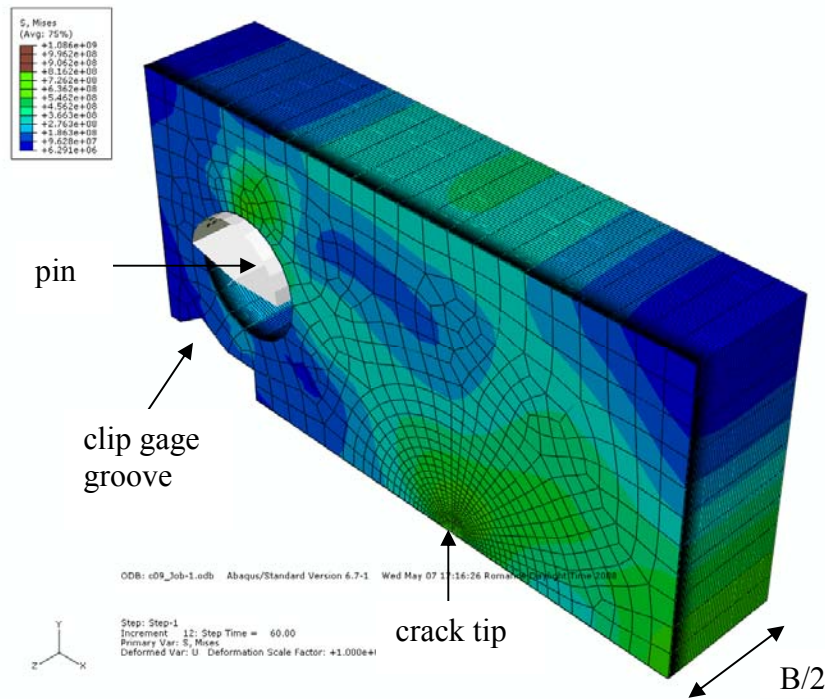 S, Mises
(Avg: 75%)
+1.086e+09
+9.962e+08
+9.062e+08
+8.162e+08
+7.262e+08
+6.362e+08
+5.462e+08
+4.562e+08
+3.663e+08
+2.763e+08
+1.863e+08
+9.628e+07
+6.291e+06
pin
clip gage
groove
ODB: c09_Job-1.odb Abaqus/Standard Version 6.7-1 Wed May 07 17:16:26 Time
Step: Step-1
Increment 12: Step Time = 60.00
Primary Var: S, Mises
Deformed Var: U Deformation Scale Factor:
crack tip
B/2
Y
Z X